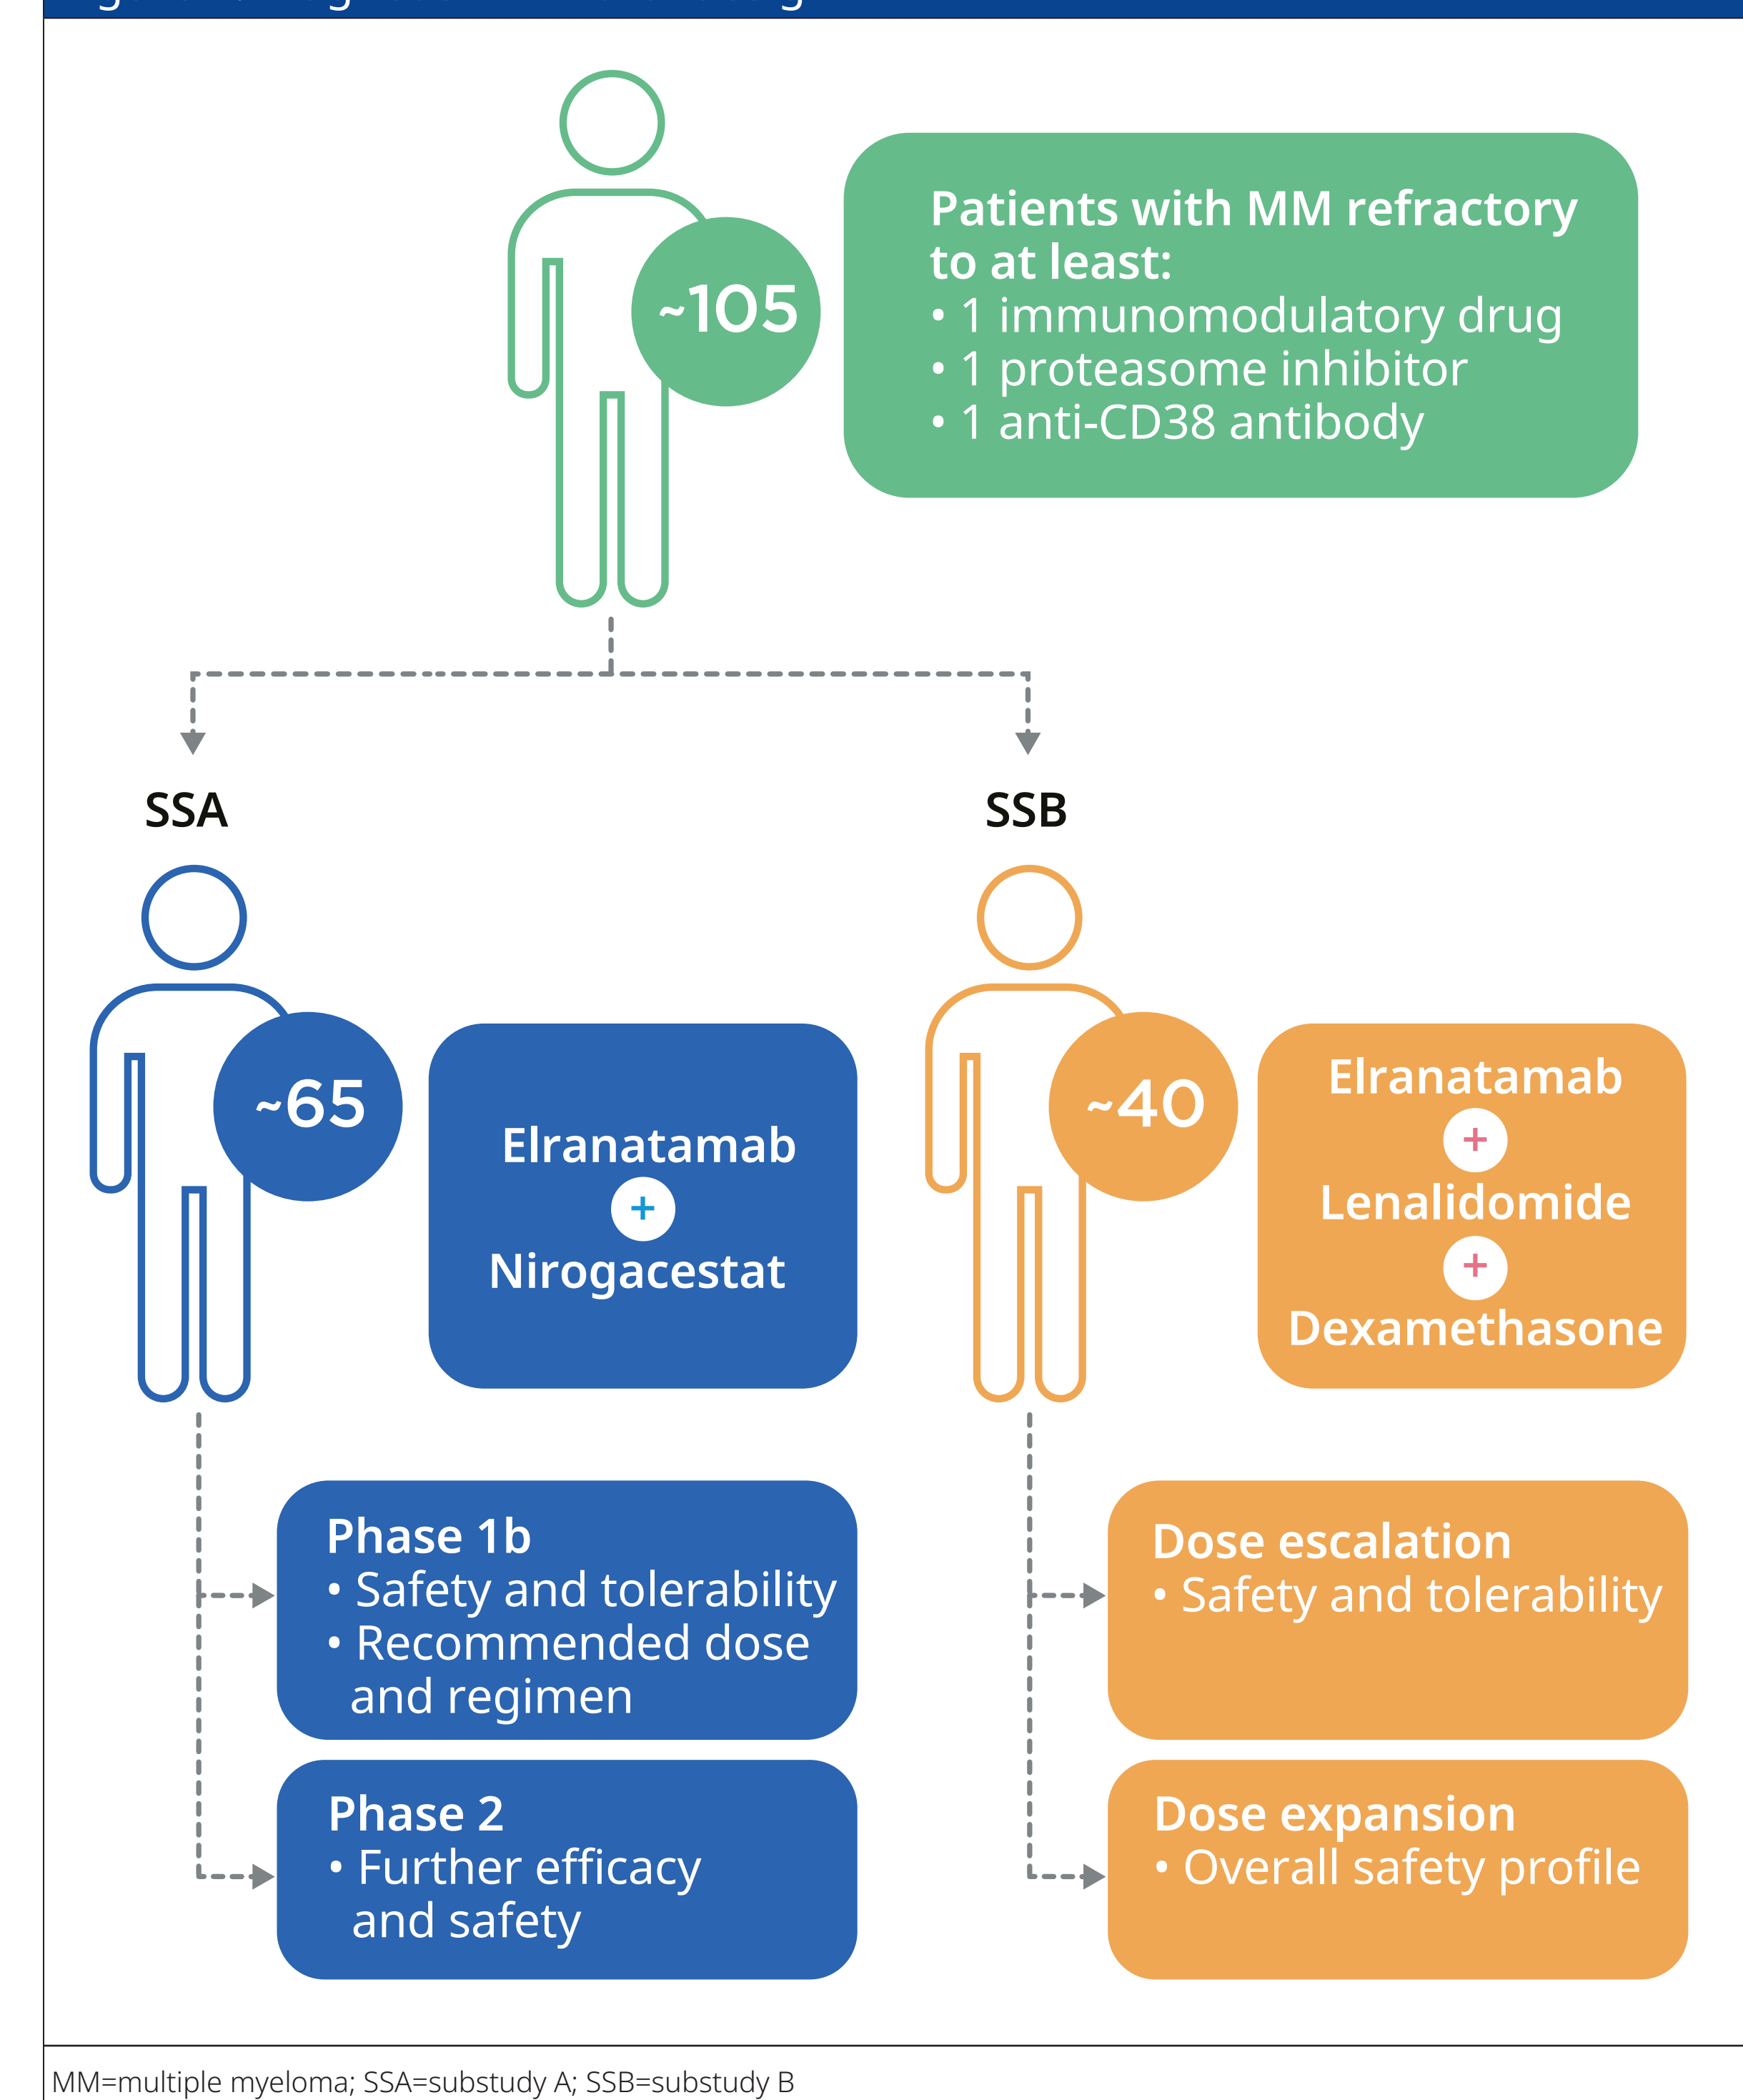 ~105
Patients with MM refractory
to at least:
• 1 immunomodulatory drug
• 1 proteasome inhibitor
• 1 anti-CD38 antibody
SSA
SSB
~65
Elranatamab
+
Nirogacestat
~40
Elranatamab
+
Lenalidomide
+
Dexamethasone
Phase 1b
• Safety and tolerability
• Recommended dose
and regimen
Phase 2
• Further efficacy
and safety
Dose escalation
• Safety and tolerability
Dose expansion
• Overall safety profile
MM=multiple myeloma; SSA=substudy A; SSB=substudy B